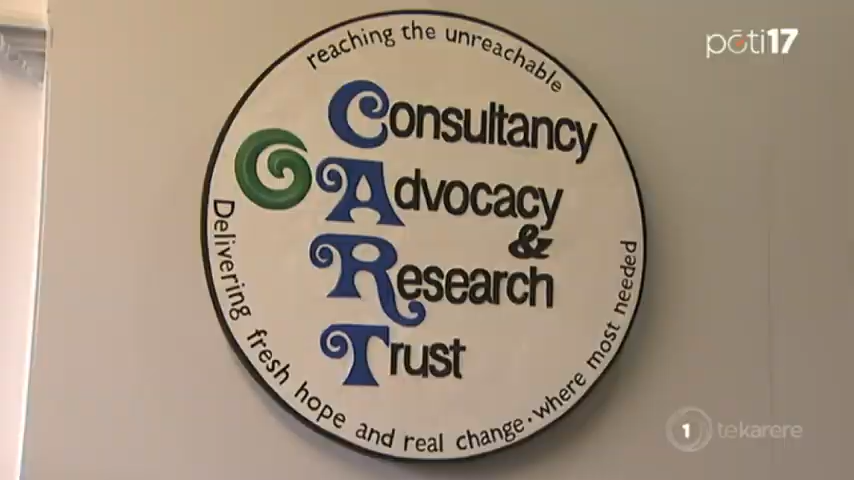 pōti17
reaching the unreachable
Consultancy
Advocacy
&
Research
Trust
Delivering fresh hope and real change · where most needed
1 tekarere